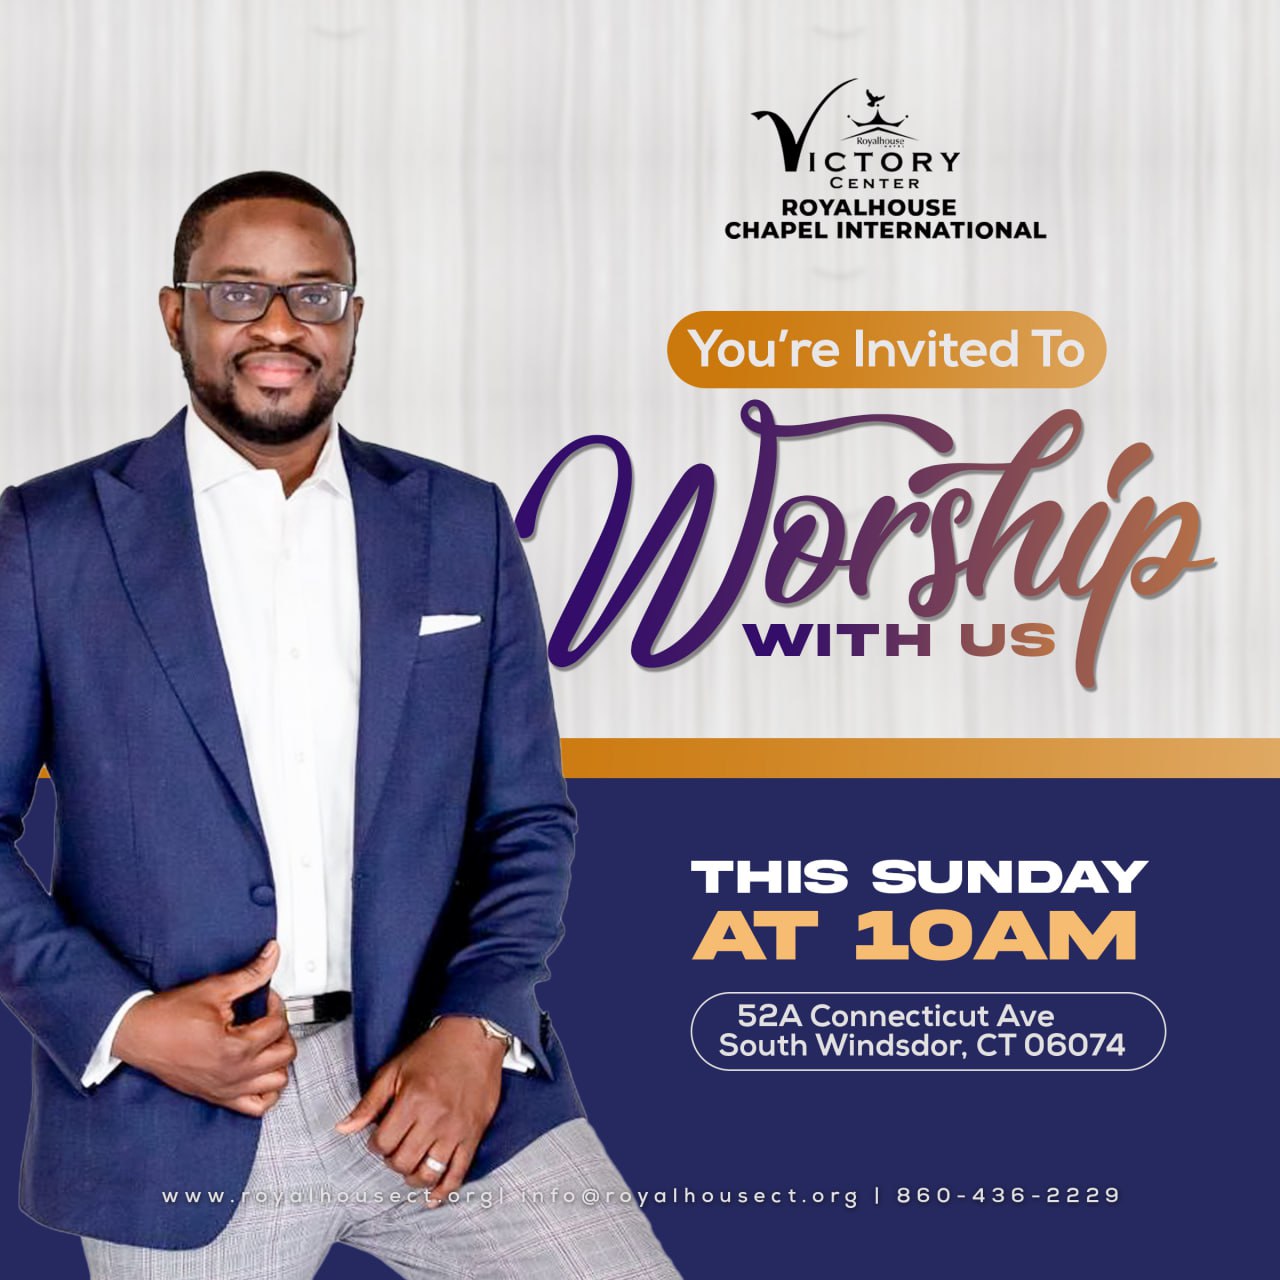 Royalhouse
VICTORY
CENTER
ROYALHOUSE
CHAPEL INTERNATIONAL
You're Invited To
Worship
WITH US
THIS SUNDAY
AT 10AM
52A Connecticut Ave
South Windsdor, CT 06074
www.royalhousect.org| info@royalhousect.org | 860-436-2229